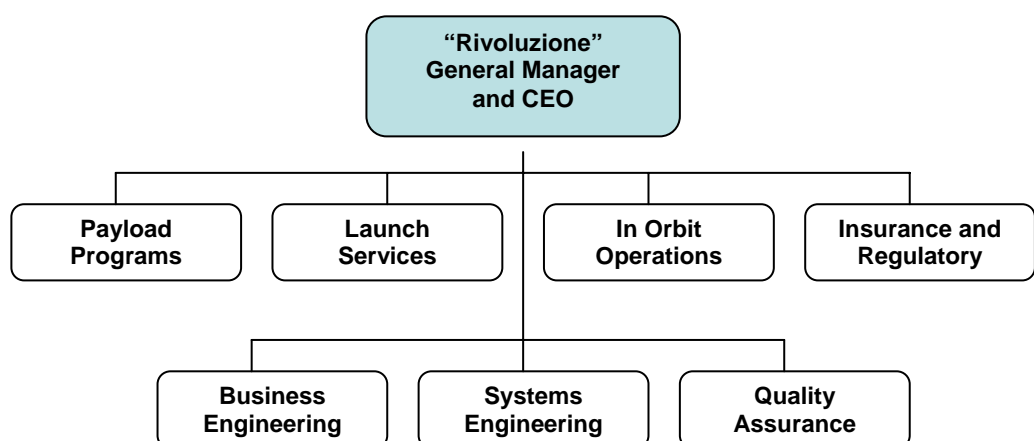 “Rivoluzione”
General Manager
and CEO
Payload
Programs
Launch
Services
In Orbit
Operations
Insurance and
Regulatory
Business
Engineering
Systems
Engineering
Quality
Assurance